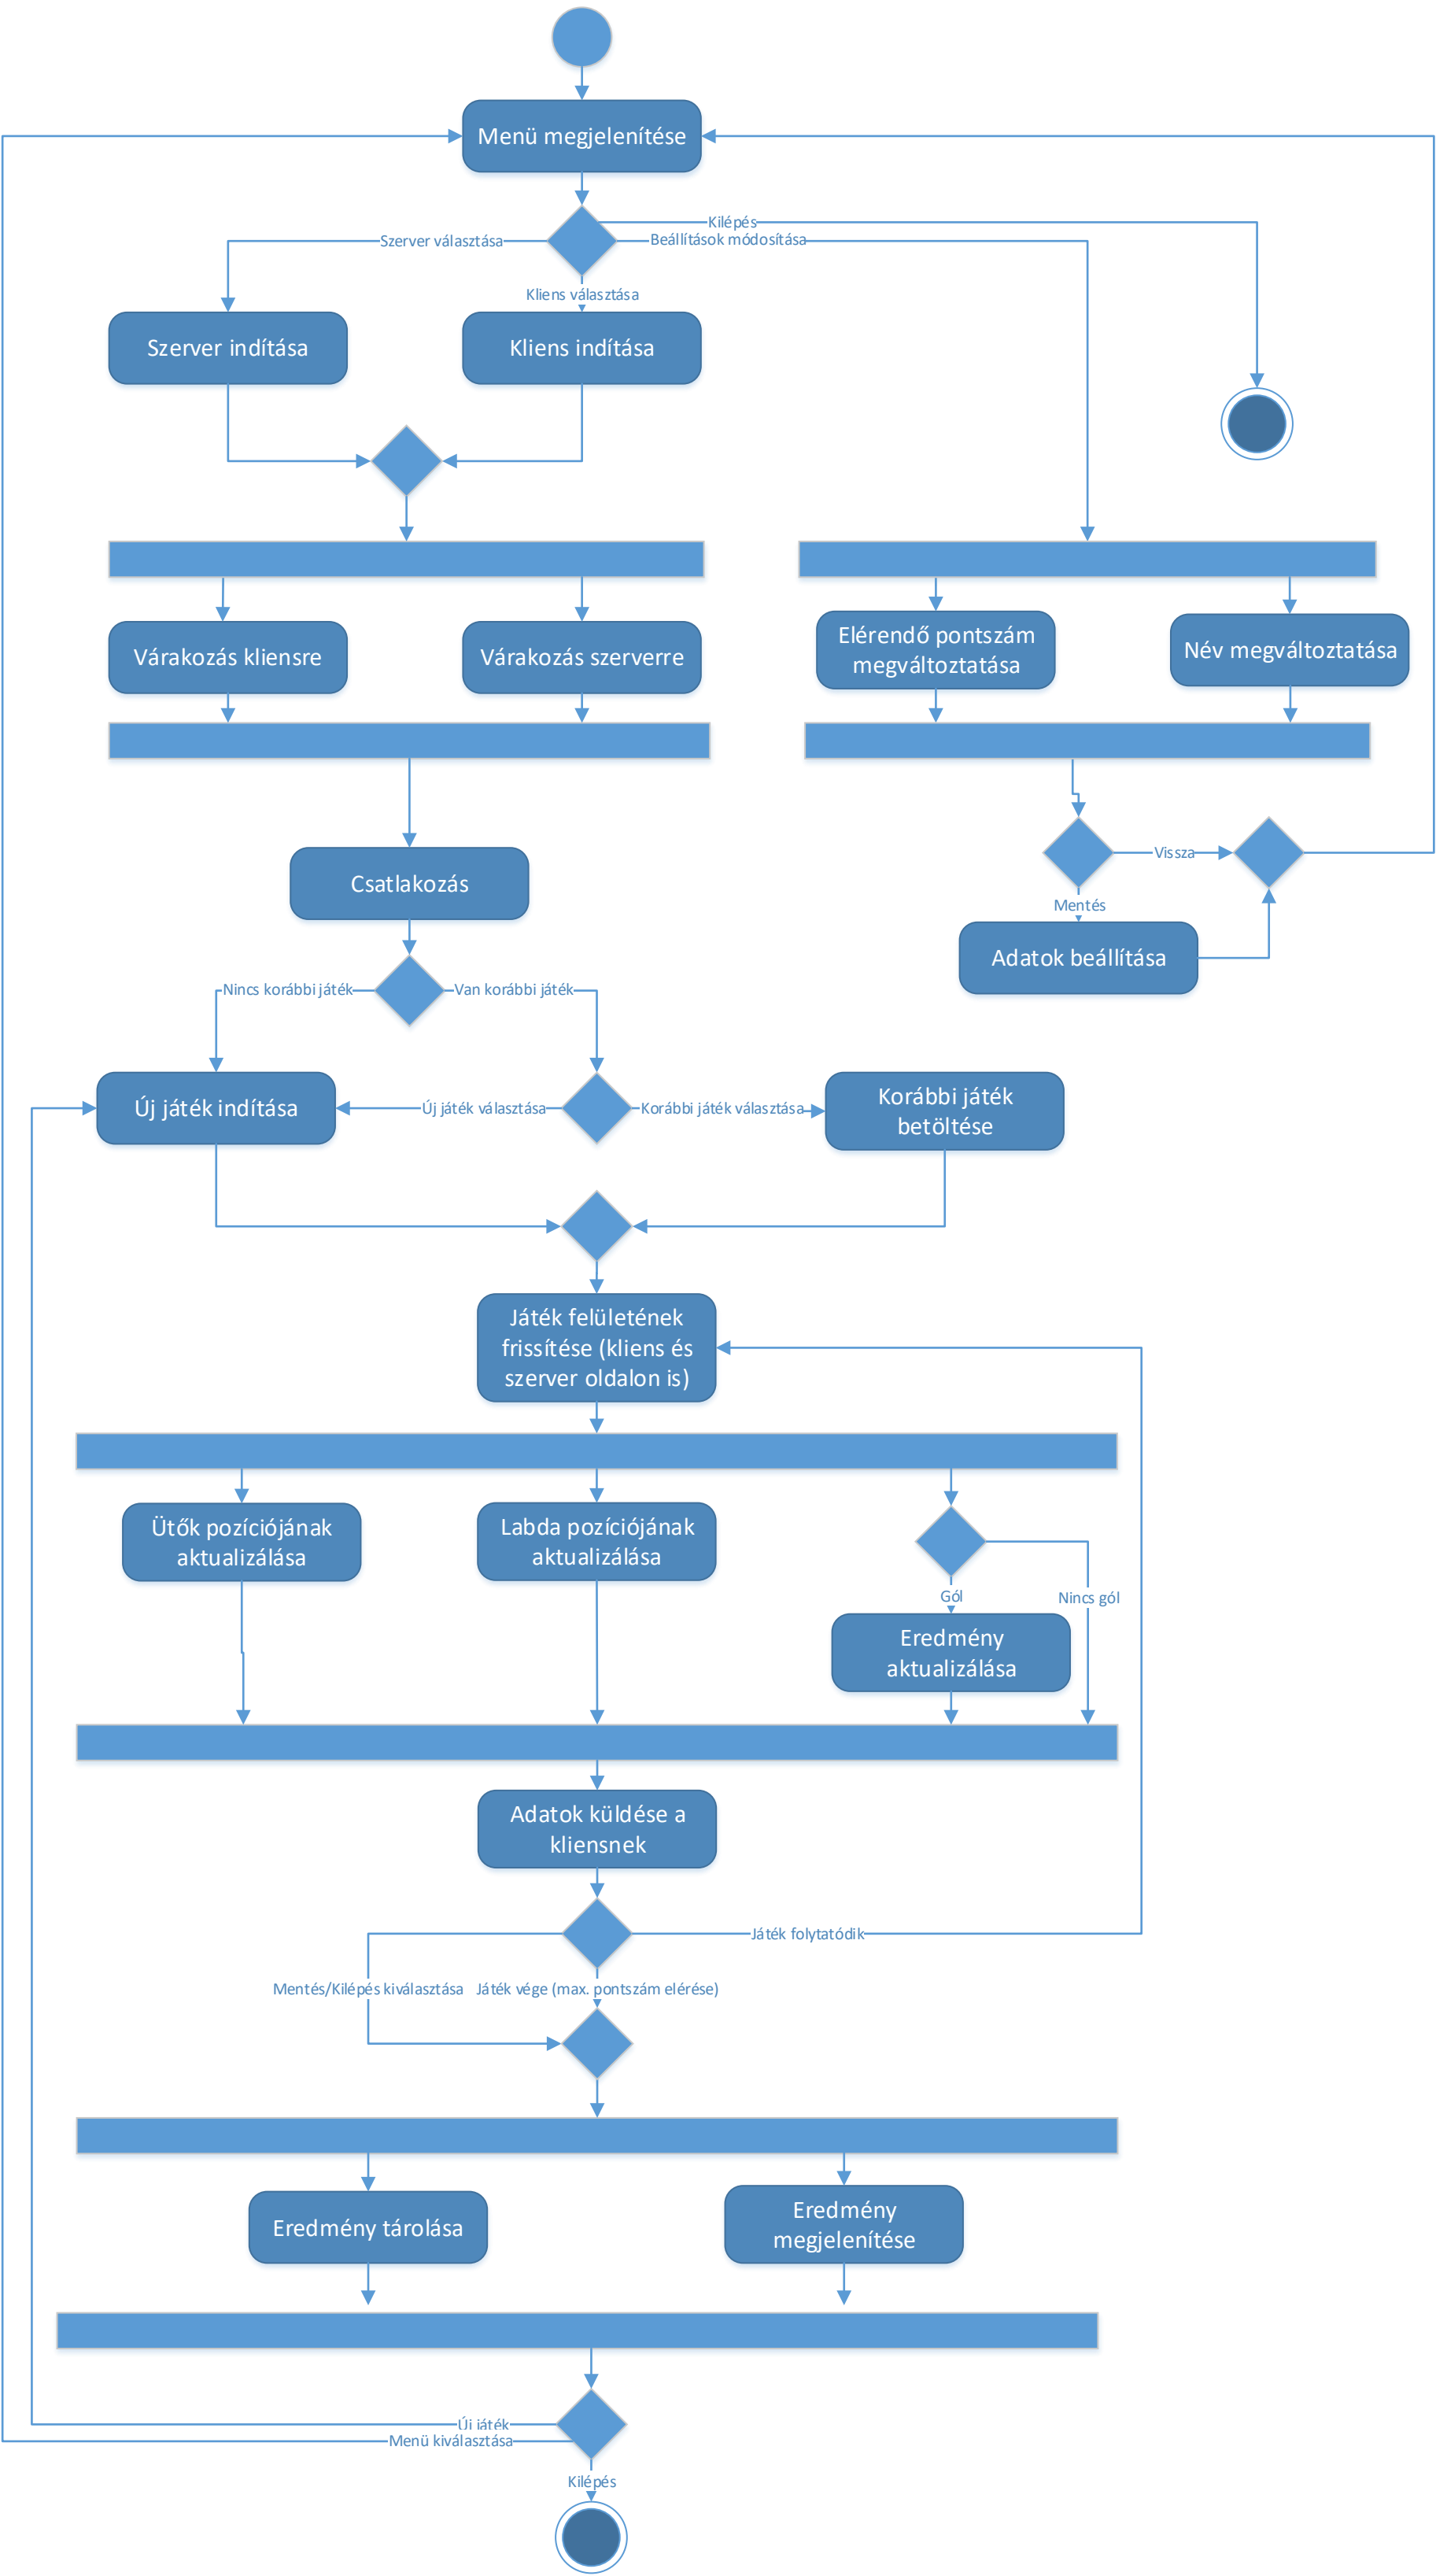 Menü megjelenítése
Kilépés
Szerver választása
Beállítások módosítása
Kliens választása
Szerver indítása
Kliens indítása
Elérendő pontszám
megváltoztatása
Név megváltoztatása
Várakozás kliensre
Várakozás szerverre
Vissza
Mentés
Csatlakozás
Adatok beállítása
Nincs korábbi játék
Van korábbi játék
Új játék indítása
Új játék választása
Korábbi játék választása
Korábbi játék
betöltése
Játék felületének
frissítése (kliens és
szerver oldalon is)
Ütők pozíciójának
aktualizálása
Labda pozíciójának
aktualizálása
Gól
Nincs gól
Eredmény
aktualizálása
Adatok küldése a
kliensnek
Játék folytatódik
Mentés/Kilépés kiválasztása
Játék vége (max. pontszám elérése)
Eredmény tárolása
Eredmény
megjelenítése
Új játék
Menü kiválasztása
Kilépés